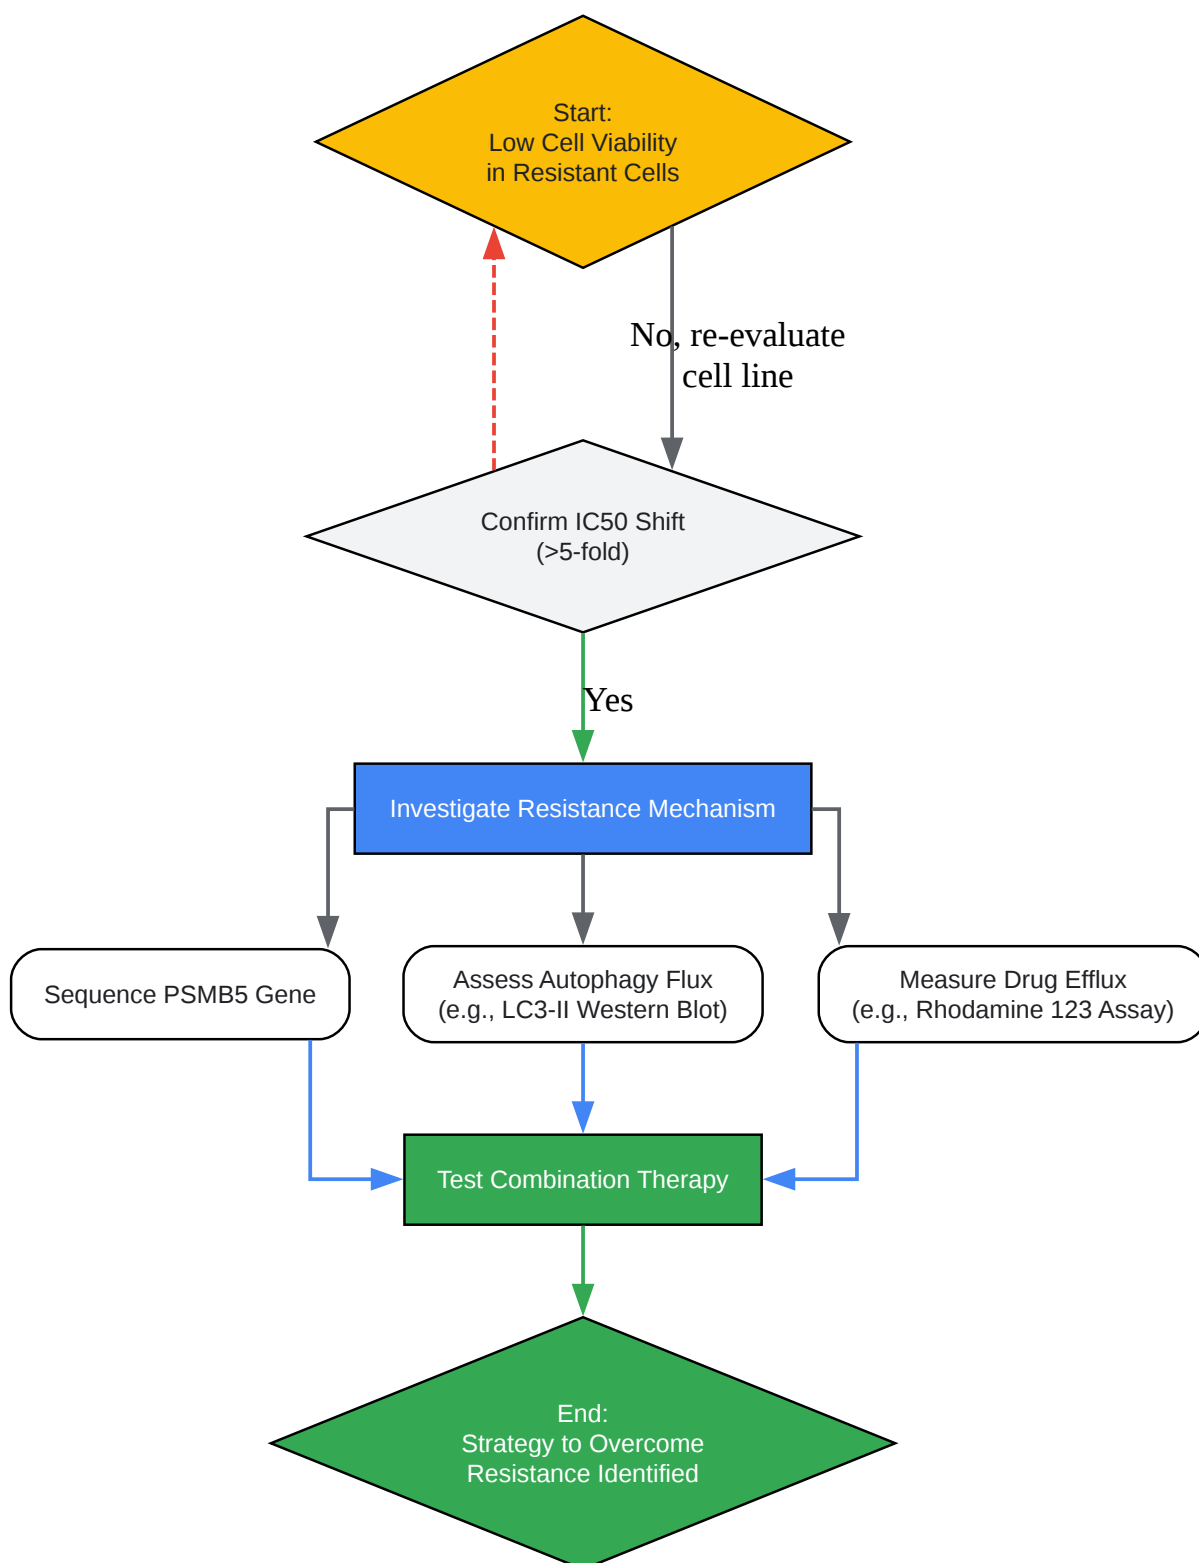 Start:
Low Cell Viability
in Resistant Cells
No, re-evaluate
cell line
Confirm IC50 Shift
(>5-fold)
Yes
Investigate Resistance Mechanism
Sequence PSMB5 Gene
Assess Autophagy Flux
(e.g., LC3-II Western Blot)
Measure Drug Efflux
(e.g., Rhodamine 123 Assay)
Test Combination Therapy
End:
Strategy to Overcome
Resistance Identified